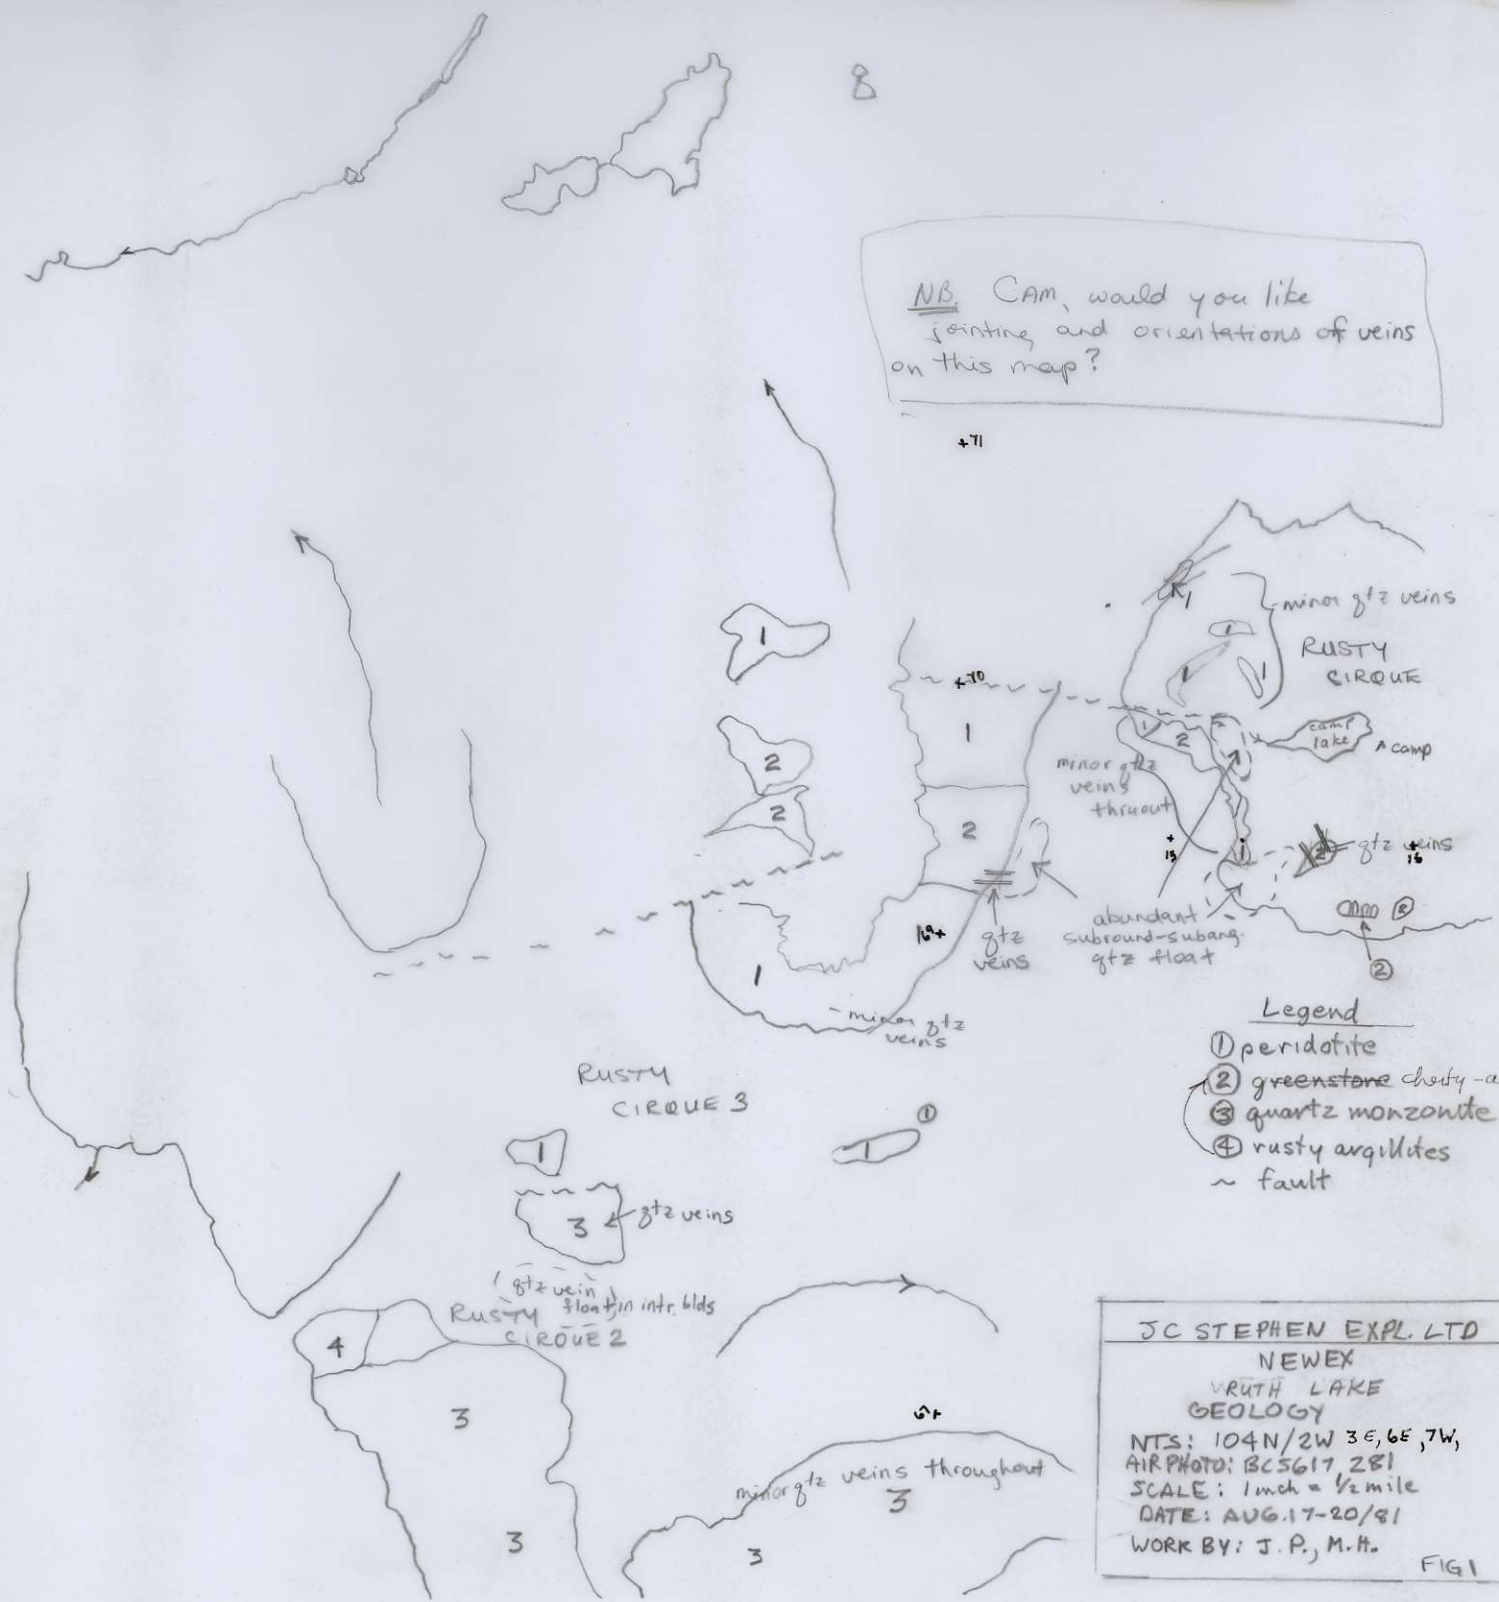 8
NB. CAM, would you like
jointing and orientations of veins
on this map?
+71
1
minor qtz veins
1
RUSTY
CIRQUE
1
1
1
+70
1
1
2
camp
lake
^ camp
2
2
minor qtz
veins
thruout
2
+
15
1
2
qtz veins
+
16
2
1
69+
qtz
veins
abundant
subround-subang.
qtz float
2
- minor qtz
veins
Legend
① peridotite
② greenstone cherty-a
③ quartz monzonite
④ rusty argillites
~ fault
RUSTY
CIRQUE 3
1
①
1
3
qtz veins
qtz vein
float in intr. blds
RUSTY
CIRQUE 2
4
3
3
minor qtz veins throughout
3
3
JC STEPHEN EXPL. LTD
NEWEX
RUTH LAKE
GEOLOGY
NTS: 104N/2W 3E, 6E, 7W,
AIRPHOTO: BC5617, 281
SCALE: 1 inch = 1/2 mile
DATE: AUG. 17-20/81
WORK BY: J. P., M. H.
FIG 1